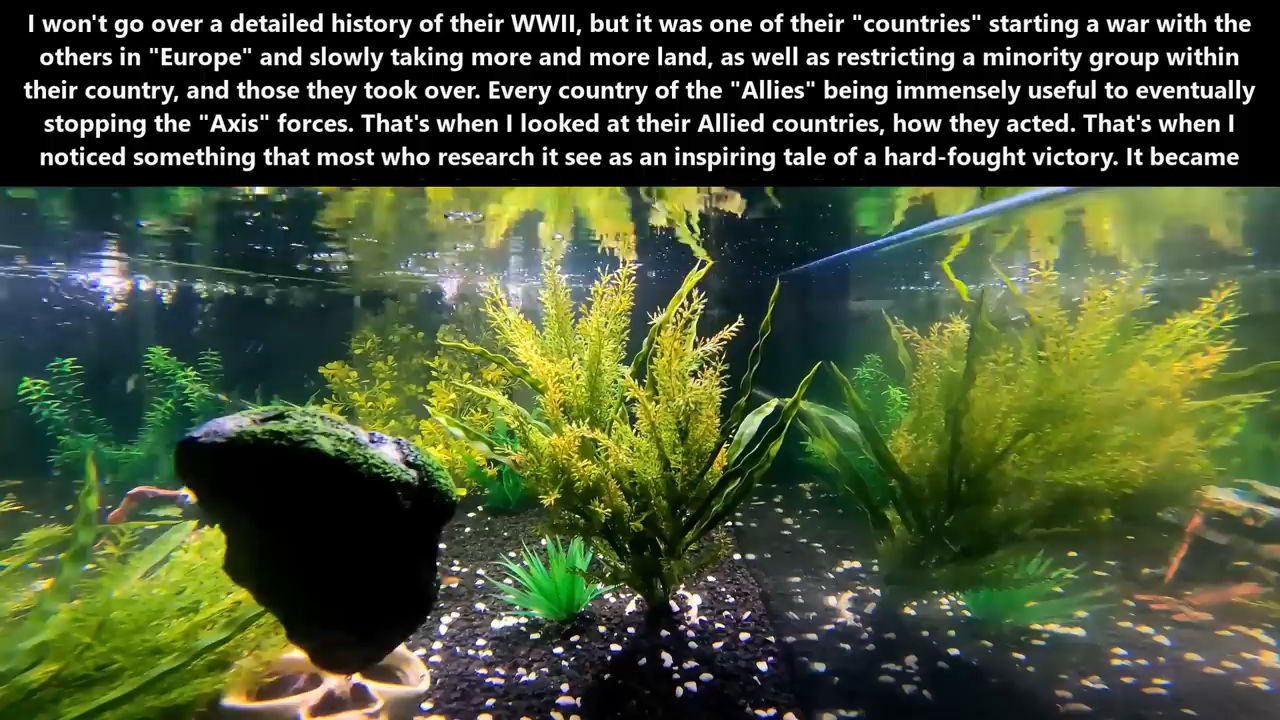 I won't go over a detailed history of their WWII, but it was one of their "countries" starting a war with the
others in "Europe" and slowly taking more and more land, as well as restricting a minority group within
their country, and those they took over. Every country of the "Allies" being immensely useful to eventually
stopping the "Axis" forces. That's when I looked at their Allied countries, how they acted. That's when I
noticed something that most who research it see as an inspiring tale of a hard-fought victory. It became